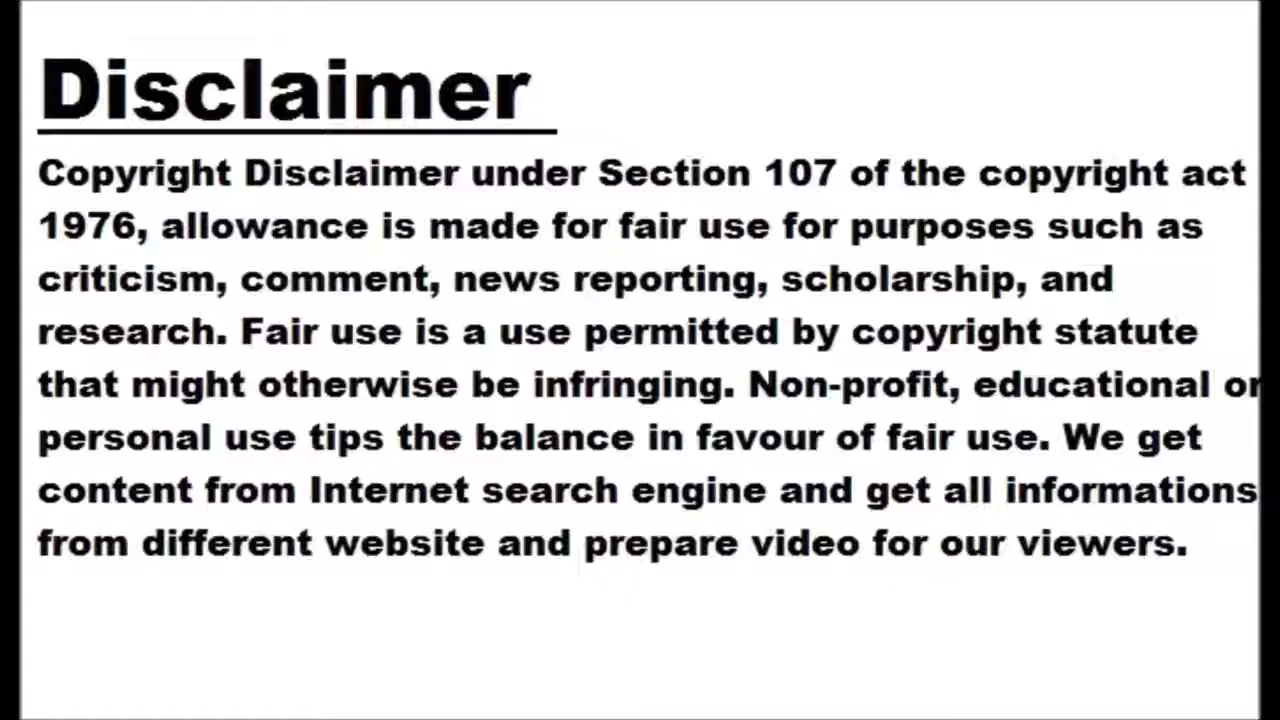 Disclaimer
Copyright Disclaimer under Section 107 of the copyright act
1976, allowance is made for fair use for purposes such as
criticism, comment, news reporting, scholarship, and
research. Fair use is a use permitted by copyright statute
that might otherwise be infringing. Non-profit, educational or
personal use tips the balance in favour of fair use. We get
content from Internet search engine and get all informations
from different website and prepare video for our viewers.